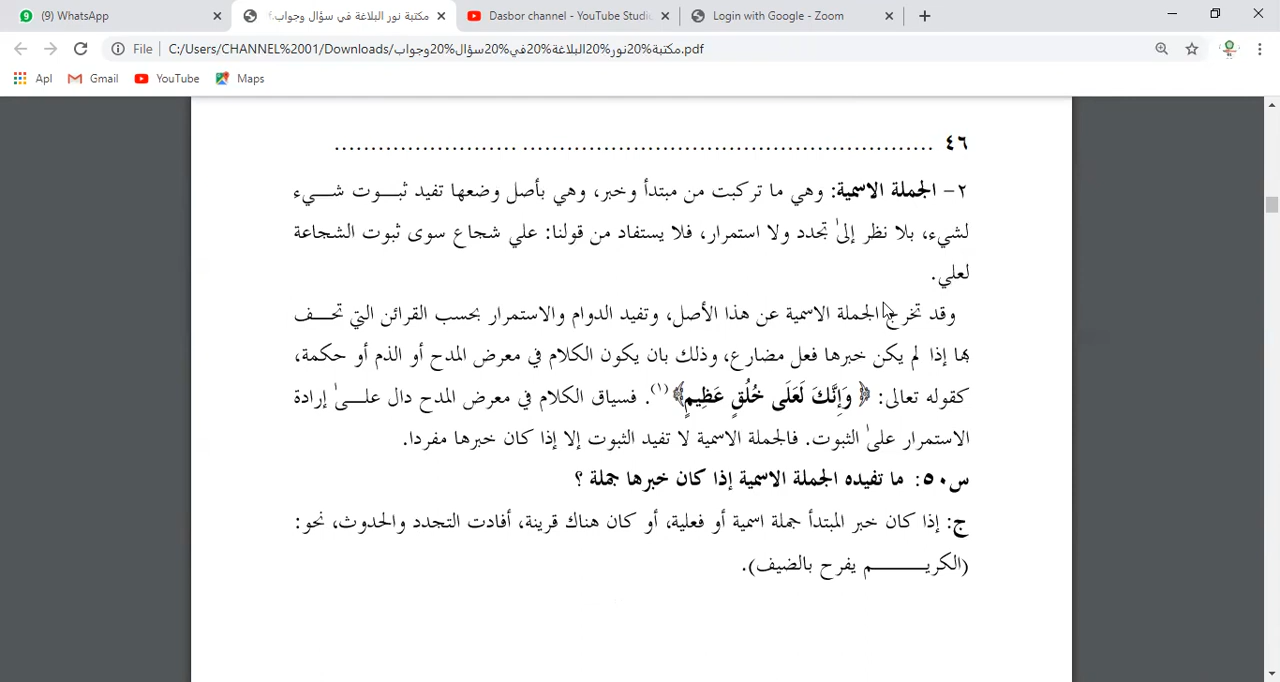 (9) WhatsApp
مكتبة نور البلاغة في سؤال وجواب.f
Dasbor channel - YouTube Studio
Login with Google - Zoom
File
C:/Users/CHANNEL%2001/Downloads/مكتبة%20نور%20البلاغة%20في%20سؤال%20وجواب.pdf
Apl
Gmail
YouTube
Maps
٤٦ ................................................................................
٢- الجملة الاسمية: وهي ما تركبت من مبتدأ وخبر، وهي بأصل وضعها تفيد ثبـــوت شـــيء
لشيء، بلا نظر إلىٰ تجدد ولا استمرار، فلا يستفاد من قولنا: علي شجاع سوى ثبوت الشجاعة
لعلي.
وقد تخرج الجملة الاسمية عن هذا الأصل، وتفيد الدوام والاستمرار بحسب القرائن التي تحـــف
بها إذا لم يكن خبرها فعل مضارع، وذلك بان يكون الكلام في معرض المدح أو الذم أو حكمة،
كقوله تعالى: ﴿ وَإِنَّكَ لَعَلَى خُلُقٍ عَظِيمٍ﴾(١). فسياق الكلام في معرض المدح دال علـــىٰ إرادة
الاستمرار علىٰ الثبوت. فالجملة الاسمية لا تفيد الثبوت إلا إذا كان خبرها مفردا.
س٥٠: ما تفيده الجملة الاسمية إذا كان خبرها جملة ؟
ج: إذا كان خبر المبتدأ جملة اسمية أو فعلية، أو كان هناك قرينة، أفادت التجدد والحدوث، نحو:
(الكريـــــــم يفرح بالضيف).